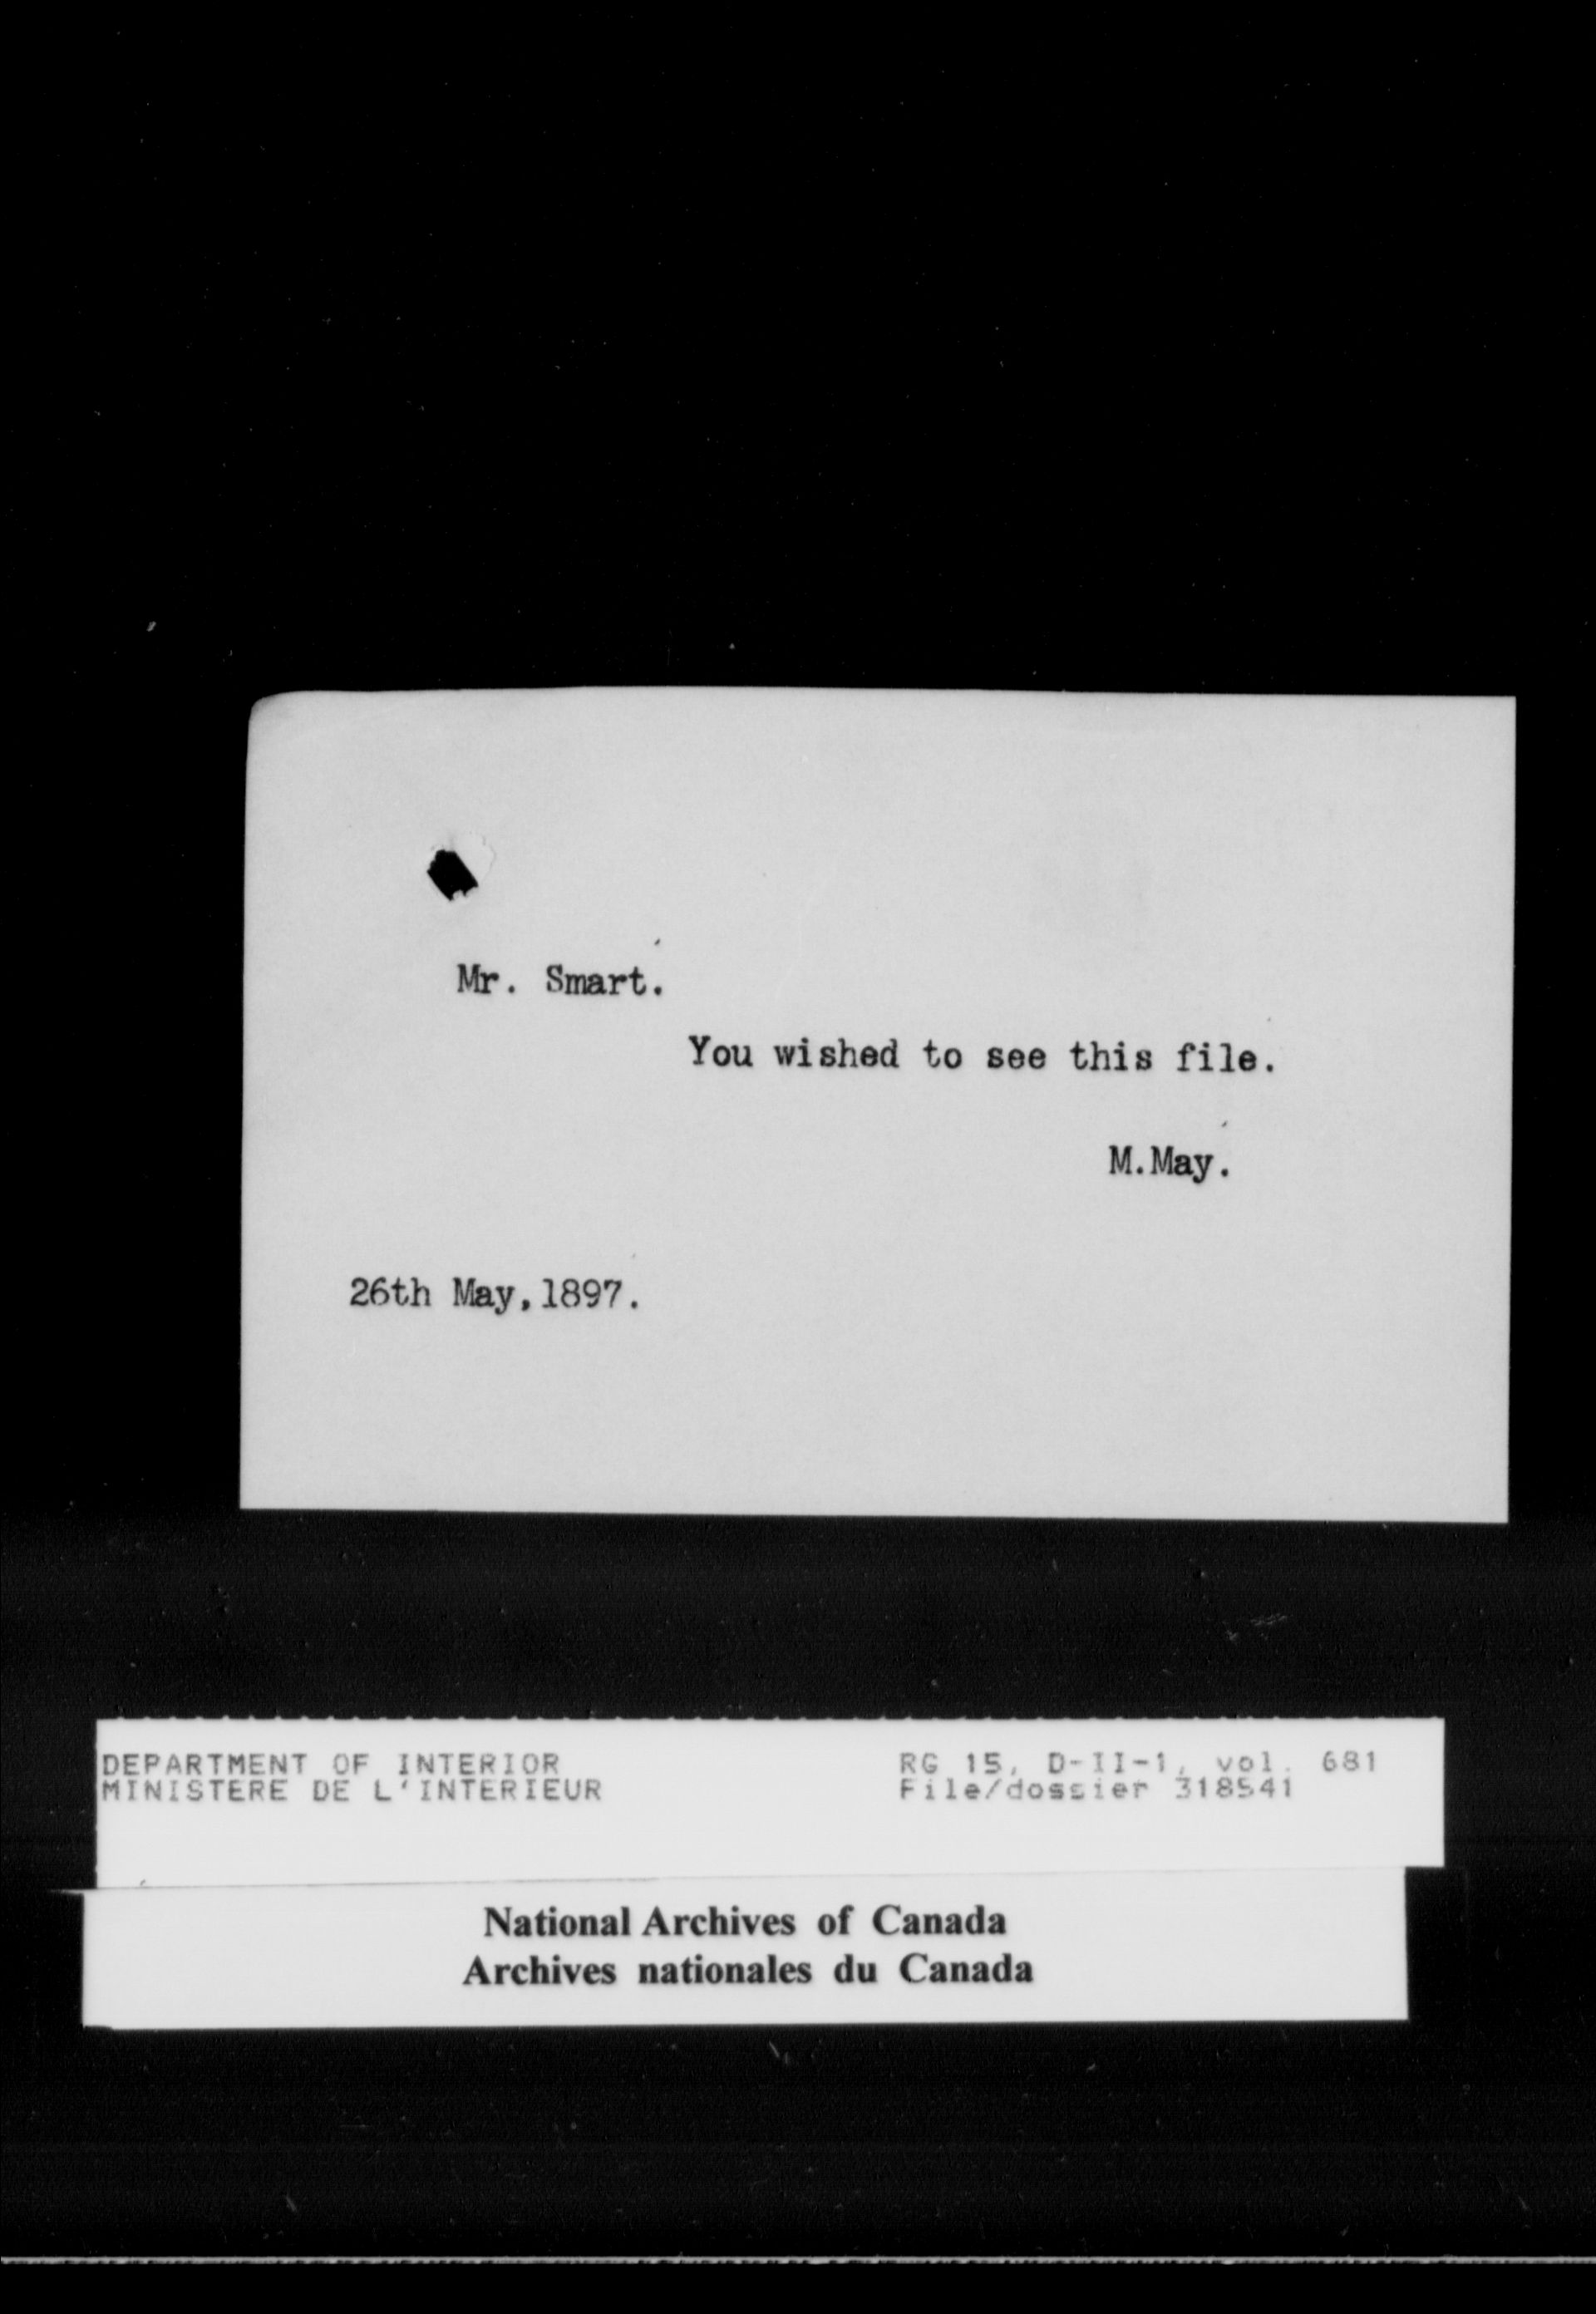 Mr. Smart.
You wished to see this file.
M.May.
26th May,1897.
DEPARTMENT OF INTERIOR
MINISTERE DE L'INTERIEUR
RG 15, D-II-1, vol. 681
File/dossier 318541
National Archives of Canada
Archives nationales du Canada